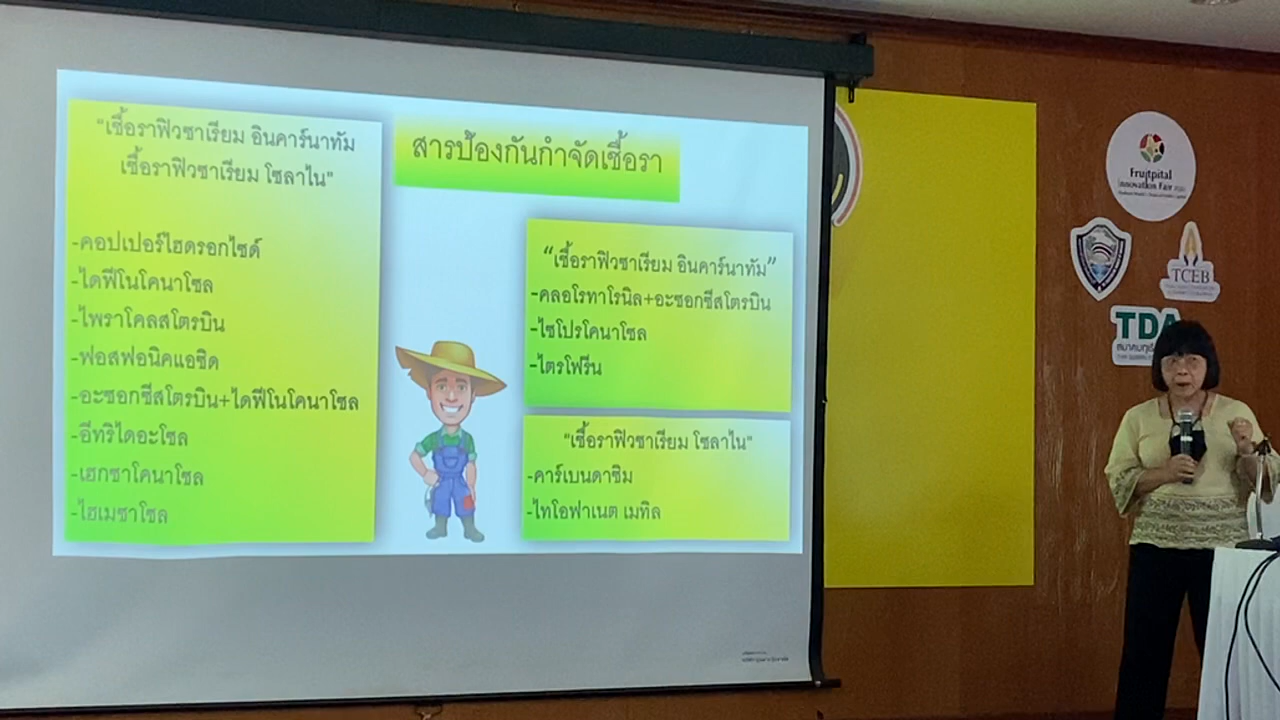 สารป้องกันกำจัดเชื้อรา
"เชื้อราฟิวซาเรียม อินคาร์นาทัม
เชื้อราฟิวซาเรียม โซลาไน"
-คอปเปอร์ไฮดรอกไซด์
-ไดฟีโนโคนาโซล
-ไพราโคลสโตรบิน
-ฟอสฟอนิคแอซิด
-อะซอกซีสโตรบิน+ไดฟีโนโคนาโซล
-อีทริไดอะโซล
-เฮกซาโคนาโซล
-ไฮเมซาโซล
“เชื้อราฟิวซาเรียม อินคาร์นาทัม”
-คลอโรทาโรนิล+อะซอกซีสโตรบิน
-ไซโปรโคนาโซล
-ไตรโฟรีน
"เชื้อราฟิวซาเรียม โซลาไน"
-คาร์เบนดาซิม
-ไทโอฟาเนต เมทิล
Fruitpital
Innovation Fair
TCEB
TDA